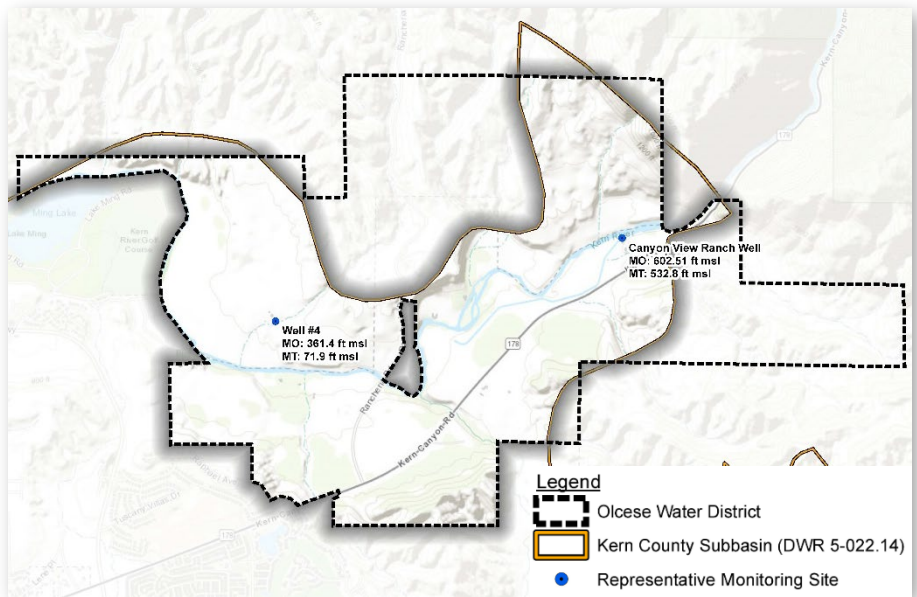 Rancheria
Kern-Canyon-
178
Lake Ming Rd
Ming Lake
Lake Ming
Kern
River Golf
Course
Kern River
Canyon View Ranch Well
MO: 602.51 ft msl
MT: 532.8 ft msl
Well #4
MO: 361.4 ft msl
MT: 71.9 ft msl
178
Kern-Canyon-Rd
Legend
Olcese Water District
Kern County Subbasin (DWR 5-022.14)
Representative Monitoring Site